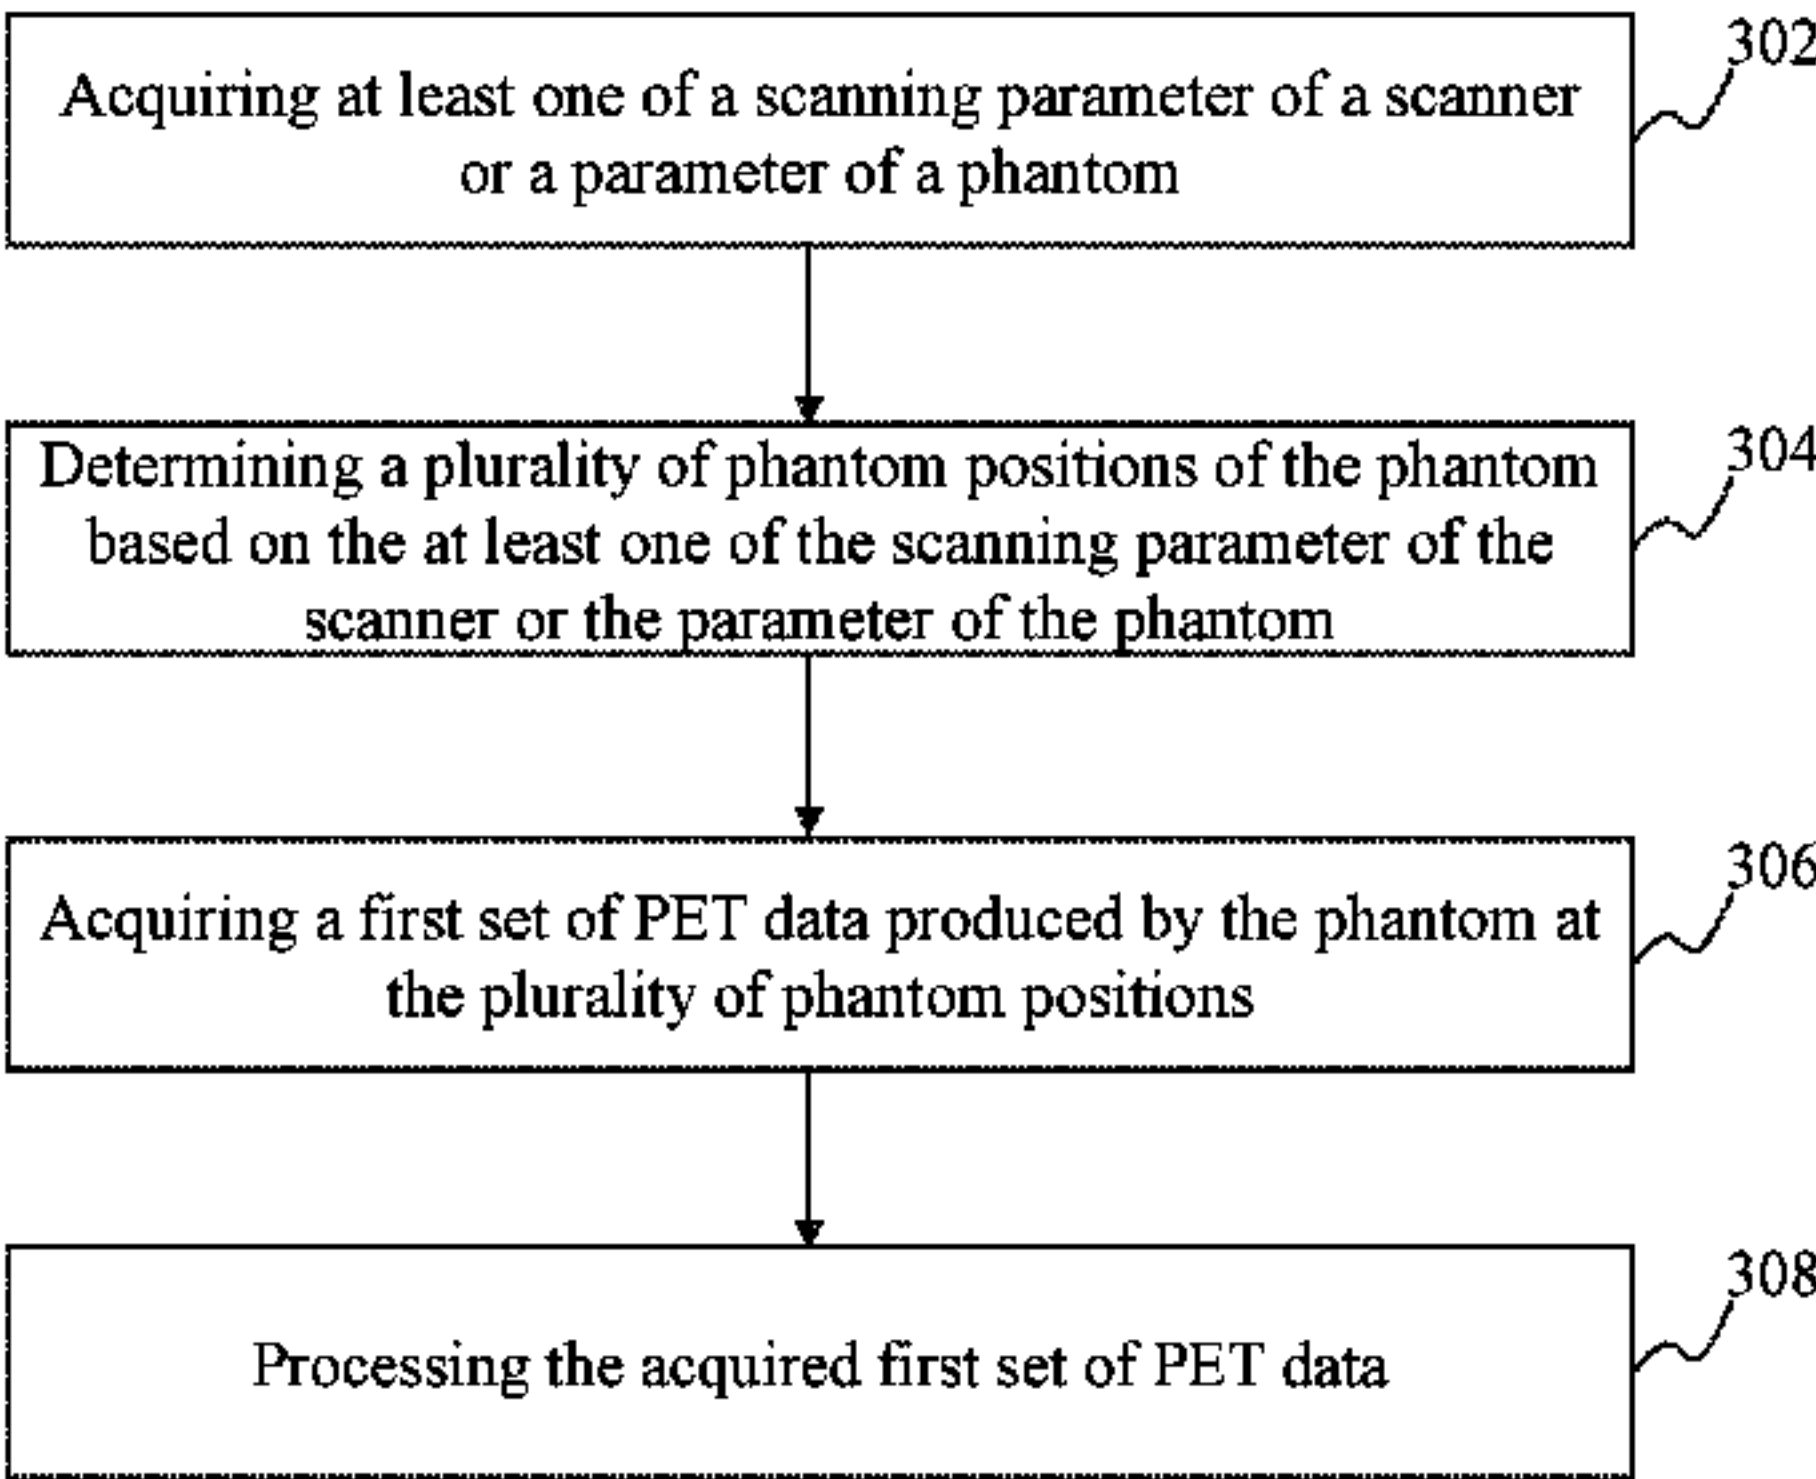 Acquiring at least one of a scanning parameter of a scanner
or a parameter of a phantom
302
Determining a plurality of phantom positions of the phantom
based on the at least one of the scanning parameter of the
scanner or the parameter of the phantom
304
Acquiring a first set of PET data produced by the phantom at
the plurality of phantom positions
306
Processing the acquired first set of PET data
308